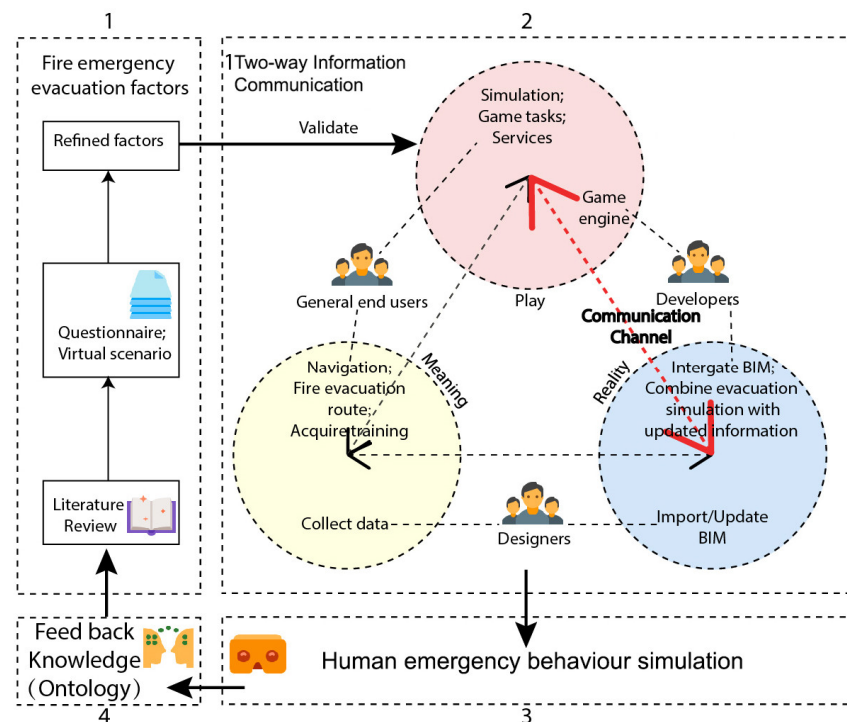 1
Fire emergency
evacuation factors
Refined factors
Questionnaire;
Virtual scenario
Literature
Review
Validate
2
1Two-way Information
Communication
Simulation;
Game tasks;
Services
Game
engine
Play
General end users
Developers
Communication
Channel
Meaning
Reality
Navigation;
Fire evacuation
route;
Acquire training
Collect data
Intergate BIM;
Combine evacuation
simulation with
updated information
Import/Update
BIM
Designers
Human emergency behaviour simulation
3
Feed back
Knowledge
(Ontology)
4